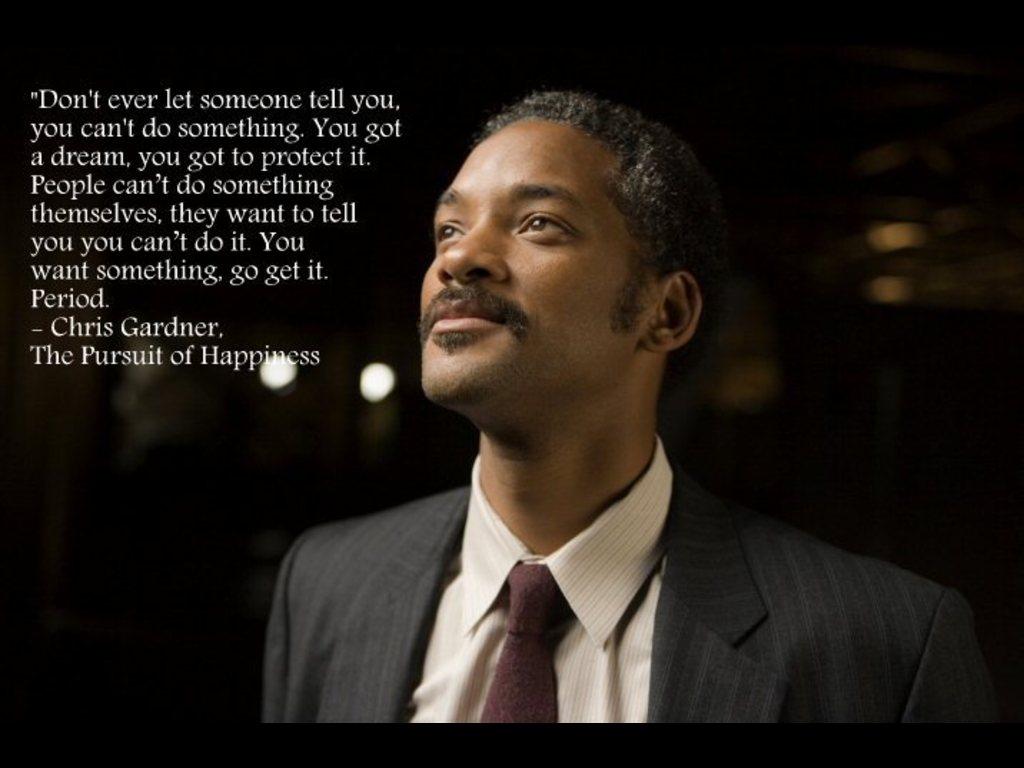 "Don't ever let someone tell you,
you can't do something. You got
a dream, you got to protect it.
People can’t do something
themselves, they want to tell
you you can’t do it. You
want something, go get it.
Period.
– Chris Gardner,
The Pursuit of Happiness